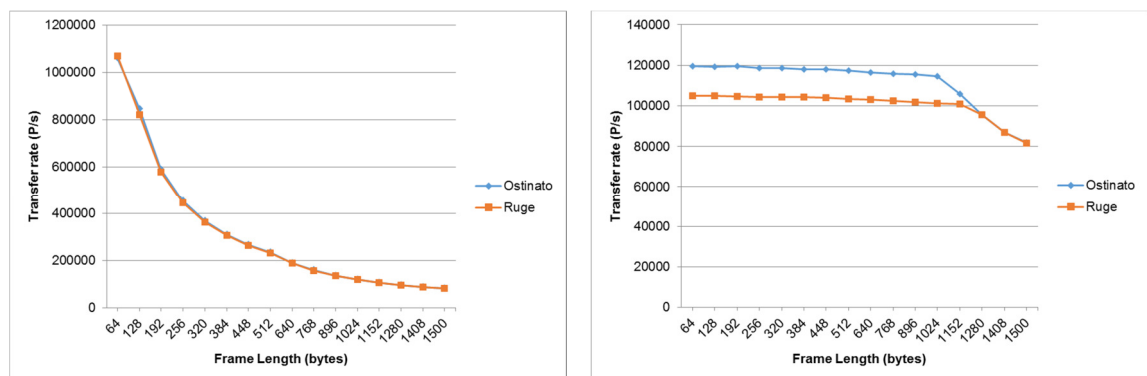 1200000
1000000
800000
600000
400000
200000
0
Transfer rate (P/s)
64 128 192 256 320 384 448 512 640 768 896 1024 1152 1280 1408 1500
Frame Length (bytes)
Ostinato
Ruge
140000
120000
100000
80000
60000
40000
20000
0
Transfer rate (P/s)
64 128 192 256 320 384 448 512 640 768 896 1024 1152 1280 1408 1500
Frame Length (bytes)
Ostinato
Ruge